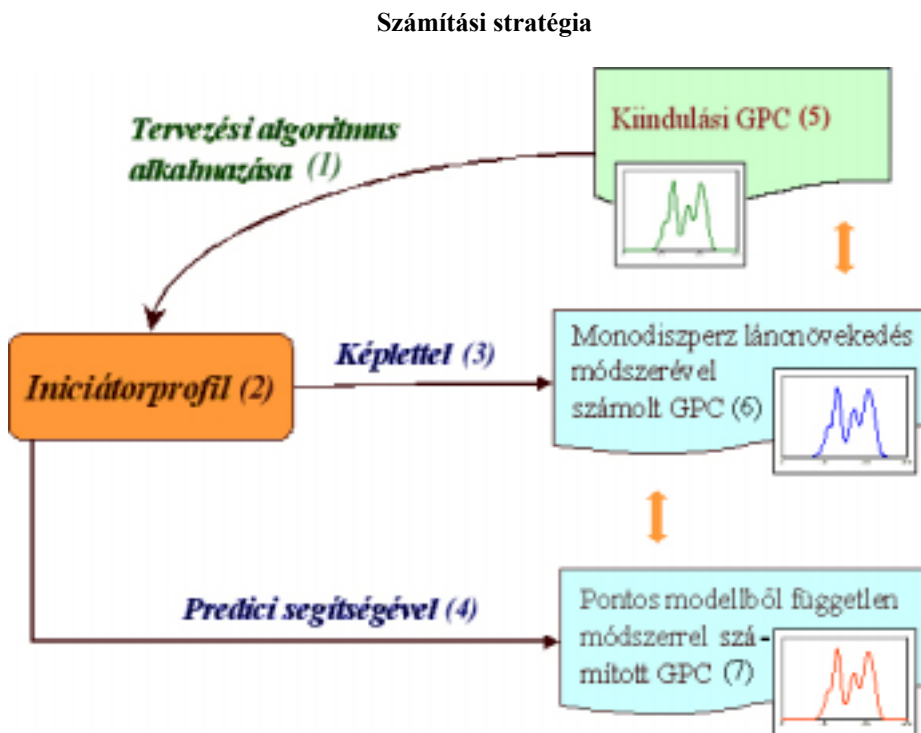 Számítási stratégia
Tervezési algoritmus
alkalmazása (1)
Kiindulási GPC (5)
Iniciátorprofil (2)
Képlettel (3)
Monodiszperz láncnövekedés
módszerével
számolt GPC (6)
Predici segítségével (4)
Pontos modellből független
módszerrel szá-
mított GPC (7)